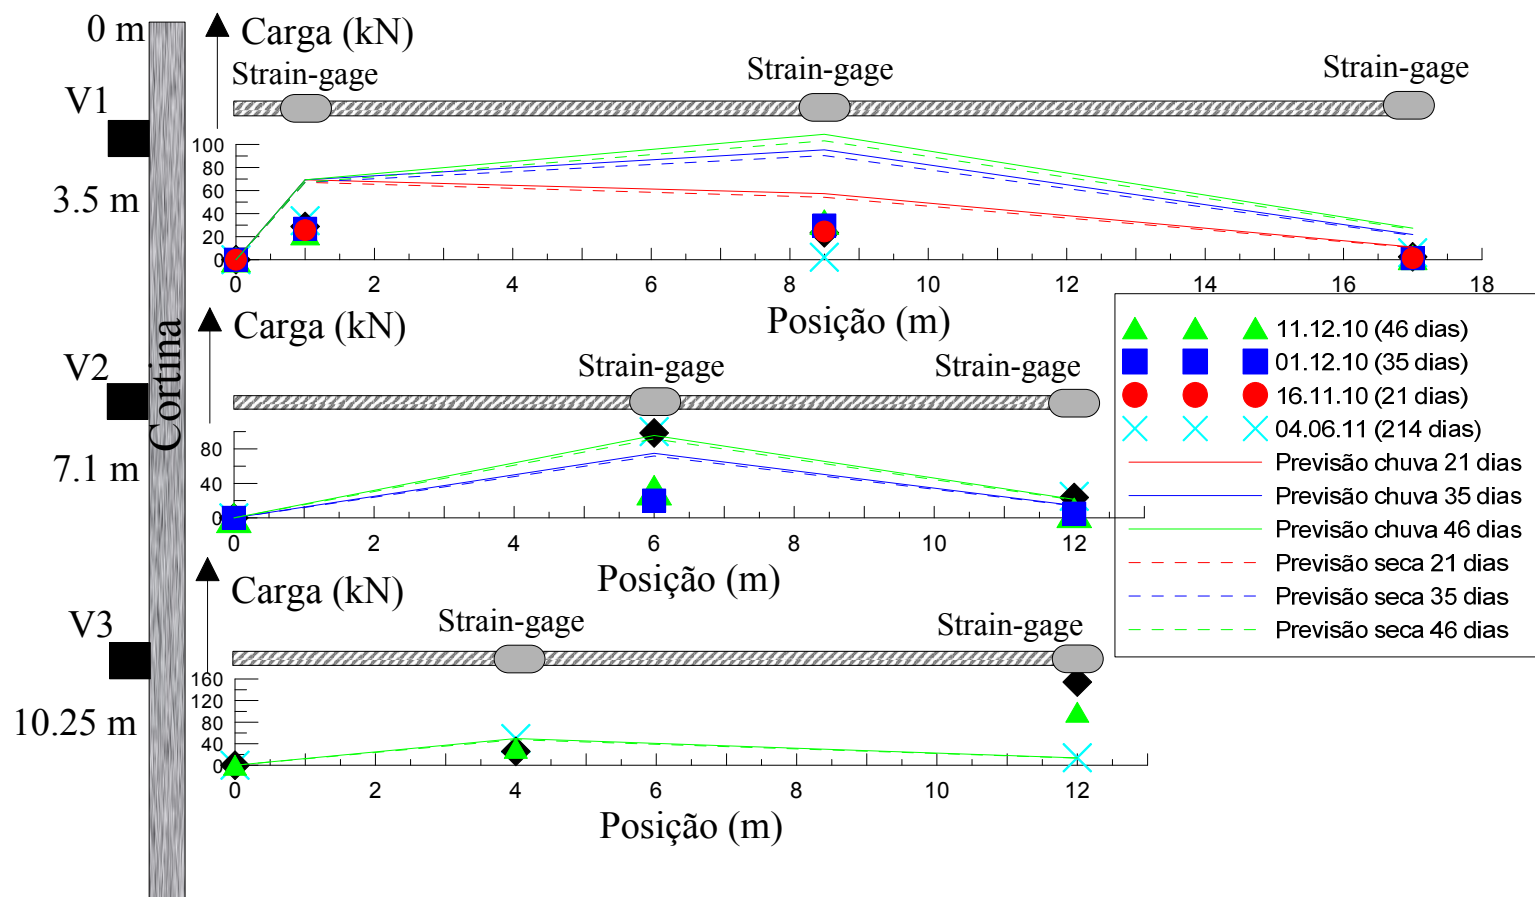 0 m
Carga (kN)
Strain-gage
Strain-gage
Strain-gage
V1
100
80
60
40
20
0
3.5 m
0 2 4 6 8 10 12 14 16 18
Posição (m)
Cortina
Carga (kN)
V2
Strain-gage
Strain-gage
80
40
0
7.1 m
0 2 4 6 8 10 12
Posição (m)
Carga (kN)
V3
Strain-gage
Strain-gage
160
120
80
40
0
10.25 m
0 2 4 6 8 10 12
Posição (m)
11.12.10 (46 dias)
01.12.10 (35 dias)
16.11.10 (21 dias)
04.06.11 (214 dias)
Previsão chuva 21 dias
Previsão chuva 35 dias
Previsão chuva 46 dias
Previsão seca 21 dias
Previsão seca 35 dias
Previsão seca 46 dias